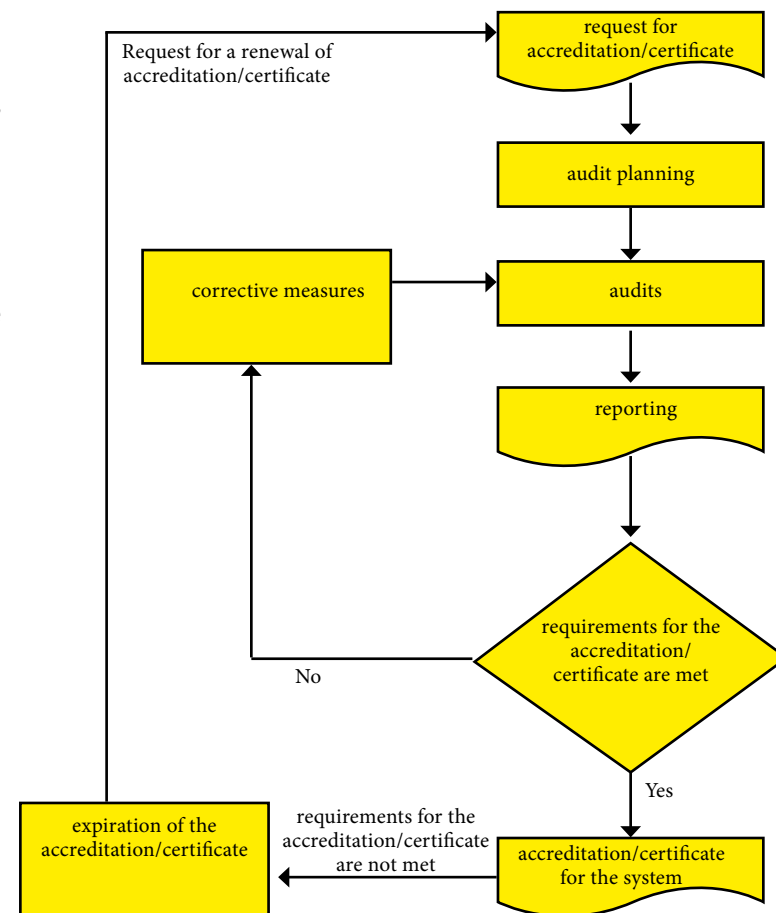 request for
accreditation/certificate
Request for a renewal of
accreditation/certificate
audit planning
corrective measures
audits
reporting
requirements for the
accreditation/
certificate are met
No
Yes
expiration of the
accreditation/certificate
requirements for the
accreditation/certificate
are not met
accreditation/certificate
for the system